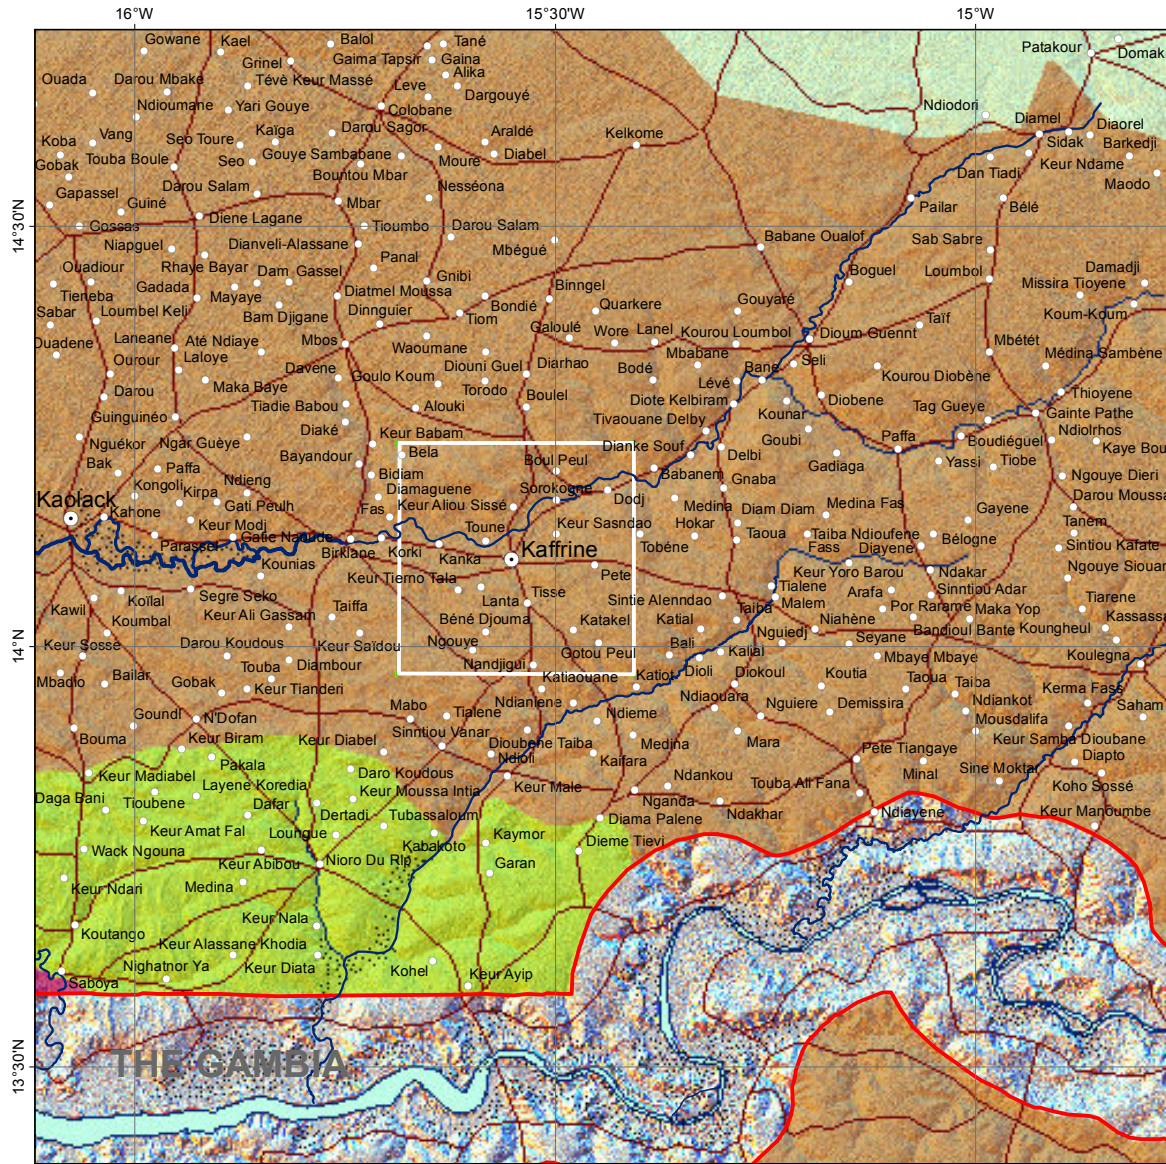 16°W
15°30'W
15°W
Gowane
Kael
Balol
Tané
Patakour
Domak
Grinel
Gaima Tapsir
Gaina
Ouada
Darou Mbaké
Tévè Keur Massé
Leve
Alika
Dargouyé
Ndioumane
Yari Gouye
Colobane
Ndiodori
Diamel
Diaorel
Koba
Vang
Seo Toure
Kaïga
Darou Sagor
Araldé
Kelkome
Sidak
Barkedji
Gobak
Touba Boule
Seo
Gouye Sambabane
Moure
Diabel
Keur Ndame
Bountou Mbar
Dan Tiadi
Maodo
Gapassel
Guiné
Darou Salam
Mbar
Nesséona
Pailar
Bélé
14°30'N
Gossas
Diene Lagane
Tioumbo
Darou Salam
Babane Oualof
Sab Sabre
Niapguel
Dianveli-Alassane
Mbégué
Ouadiour
Rhaye Bayar
Dam Gassel
Panal
Gnibi
Boguel
Loumbol
Damadji
Missira Tioyene
Tieneba
Gadada
Mayaye
Diatmel Moussa
Binngel
Sabar
Loumbel Keli
Bam Djigane
Dinnguier
Bondié
Quarkere
Gouyaré
Koum-Koum
Tiom
Ouadene
Laneane
Até Ndiaye
Mbos
Waoumane
Galoulé
Wore
Lanel
Kourou Loumbol
Dioum Guennt
Taïf
Mbétét
Ourour
Laloye
Mbabane
Médina Sambène
Davene
Goulo Koum
Diouni Guel
Diarhao
Bodé
Bane
Seli
Kourou Diobène
Darou
Maka Baye
Torodo
Lévé
Thioyene
Tiadie Babou
Alouki
Boulel
Diote Kelbiram
Kounar
Diobene
Tag Gueye
Gainte Pathe
Guinguinéo
Diaké
Tivaouane Delby
Nguékor
Ngar Guèye
Keur Babam
Dianke Souf
Goubi
Paffa
Boudiéguel
Ndiolrhos
Kaye Bou
Bak
Paffa
Bayandour
Bela
Boul Peul
Delbi
Gadiaga
Yassi
Tiobe
Kongoli
Ndieng
Bidiam
Babanem
Gnaba
Ngouye Dieri
Kaolack
Kirpa
Diamaguene
Sorokogne
Dodj
Medina
Medina Fas
Darou Moussa
Kahone
Gati Peulh
Fas
Keur Aliou Sissé
Diam Diam
Gayene
Keur Modj
Keur Sasndao
Hokar
Tanem
Parassel
Gatie Naoude
Birklane
Korki
Toune
Kaffrine
Tobéne
Taoua
Taiba Ndioufene
Bélogne
Kounias
Kanka
Fass
Diayene
Sintiou Kafate
Keur Tierno Tala
Pete
Keur Yoro Barou
Ndakar
Ngouye Siouar
Segre Seko
Tisse
Tialene
Arafa
Sinntiou Adar
Kawil
Koïlal
Lanta
Sintie Alenndao
Malem
Tiarene
Koumbal
Keur Ali Gassam
Taiffa
Béné Djouma
Katakel
Katial
Taiba
Niahène
Por Rarame
Maka Yop
Kassassa
Keur Sosse
Darou Koudous
Keur Saïdou
Ngouye
Nguiedj
Bandioul
Bante
Koungheul
14°N
Gotou Peul
Bali
Kalial
Seyane
Nandjigui
Mbaye Mbaye
Koulegna
Mbadio
Bailar
Touba
Diambour
Katiaouane
Katiot
Dioli
Diokoul
Koutia
Gobak
Keur Tianderi
Taoua
Taiba
Kerma Fass
Ndianlene
Ndiaouara
Ndiankot
Goundi
N'Dofan
Mabo
Tialene
Ndieme
Nguiere
Demissira
Saham
Mousdalifa
Bouma
Keur Biram
Keur Diabel
Sinntiou Vanar
Dioubene Taiba
Medina
Mara
Keur Samba Dioubane
Pakala
Ndioli
Kaifara
Pete Tiangaye
Diapto
Keur Madiabel
Layene Koredia
Daro Koudous
Ndankou
Touba Ali Fana
Minal
Sine Moktar
Daga Bani
Tioubene
Dafar
Keur Moussa Intia
Keur Male
Nganda
Koho Sossé
Dertadi
Tubassaloum
Diama Palene
Ndakhar
Ndiayene
Keur Manoumbe
Keur Amat Fal
Loungue
Kaymor
Dieme Tievi
Wack Ngouna
Keur Abibou
Nioro Du Rip
Kabakoto
Garan
Keur Ndari
Medina
Keur Nala
Koutango
Keur Alassane Khodia
Nighatnor Ya
Keur Diata
Kohel
Keur Ayip
Saboya
THE GAMBIA
13°30'N